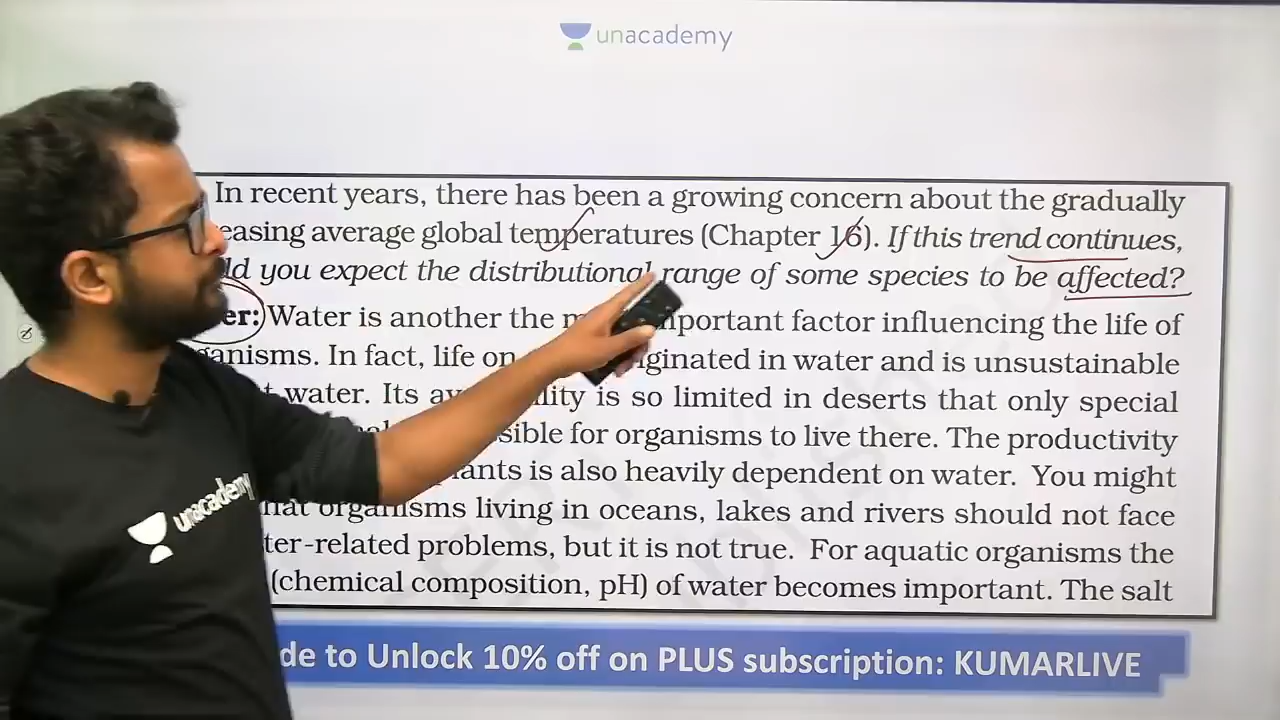 unacademy
In recent years, there has been a growing concern about the gradually
easing average global temperatures (Chapter 16). If this trend continues,
ld you expect the distributional range of some species to be affected?
er: Water is another the m portant factor influencing the life of
ganisms. In fact, life on iginated in water and is unsustainable
t water. Its av ility is so limited in deserts that only special
sible for organisms to live there. The productivity
ants is also heavily dependent on water. You might
hat organisms living in oceans, lakes and rivers should not face
ter-related problems, but it is not true. For aquatic organisms the
(chemical composition, pH) of water becomes important. The salt
unacademy
de to Unlock 10% off on PLUS subscription: KUMARLIVE